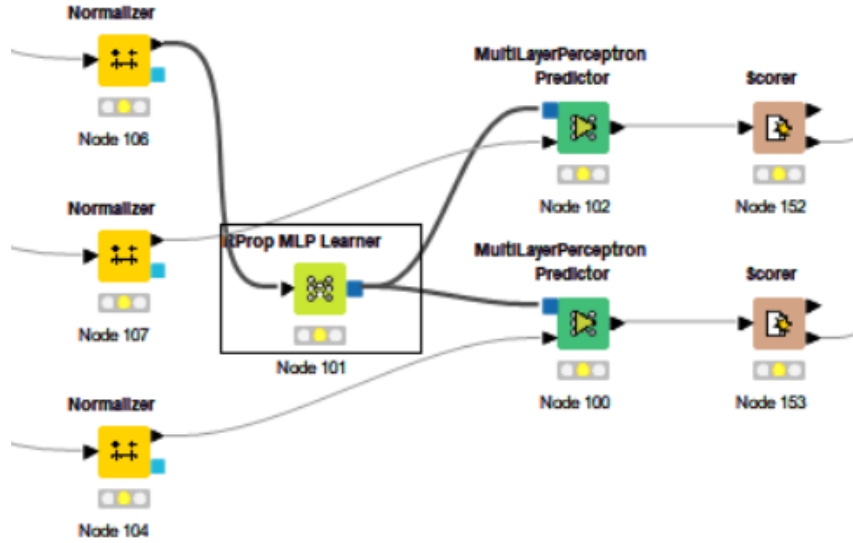 Normalizer
Node 106
MultiLayerPerceptron
Predictor
Node 102
Scorer
Node 152
Normalizer
Node 107
RProp MLP Learner
Node 101
MultiLayerPerceptron
Predictor
Node 100
Scorer
Node 153
Normalizer
Node 104